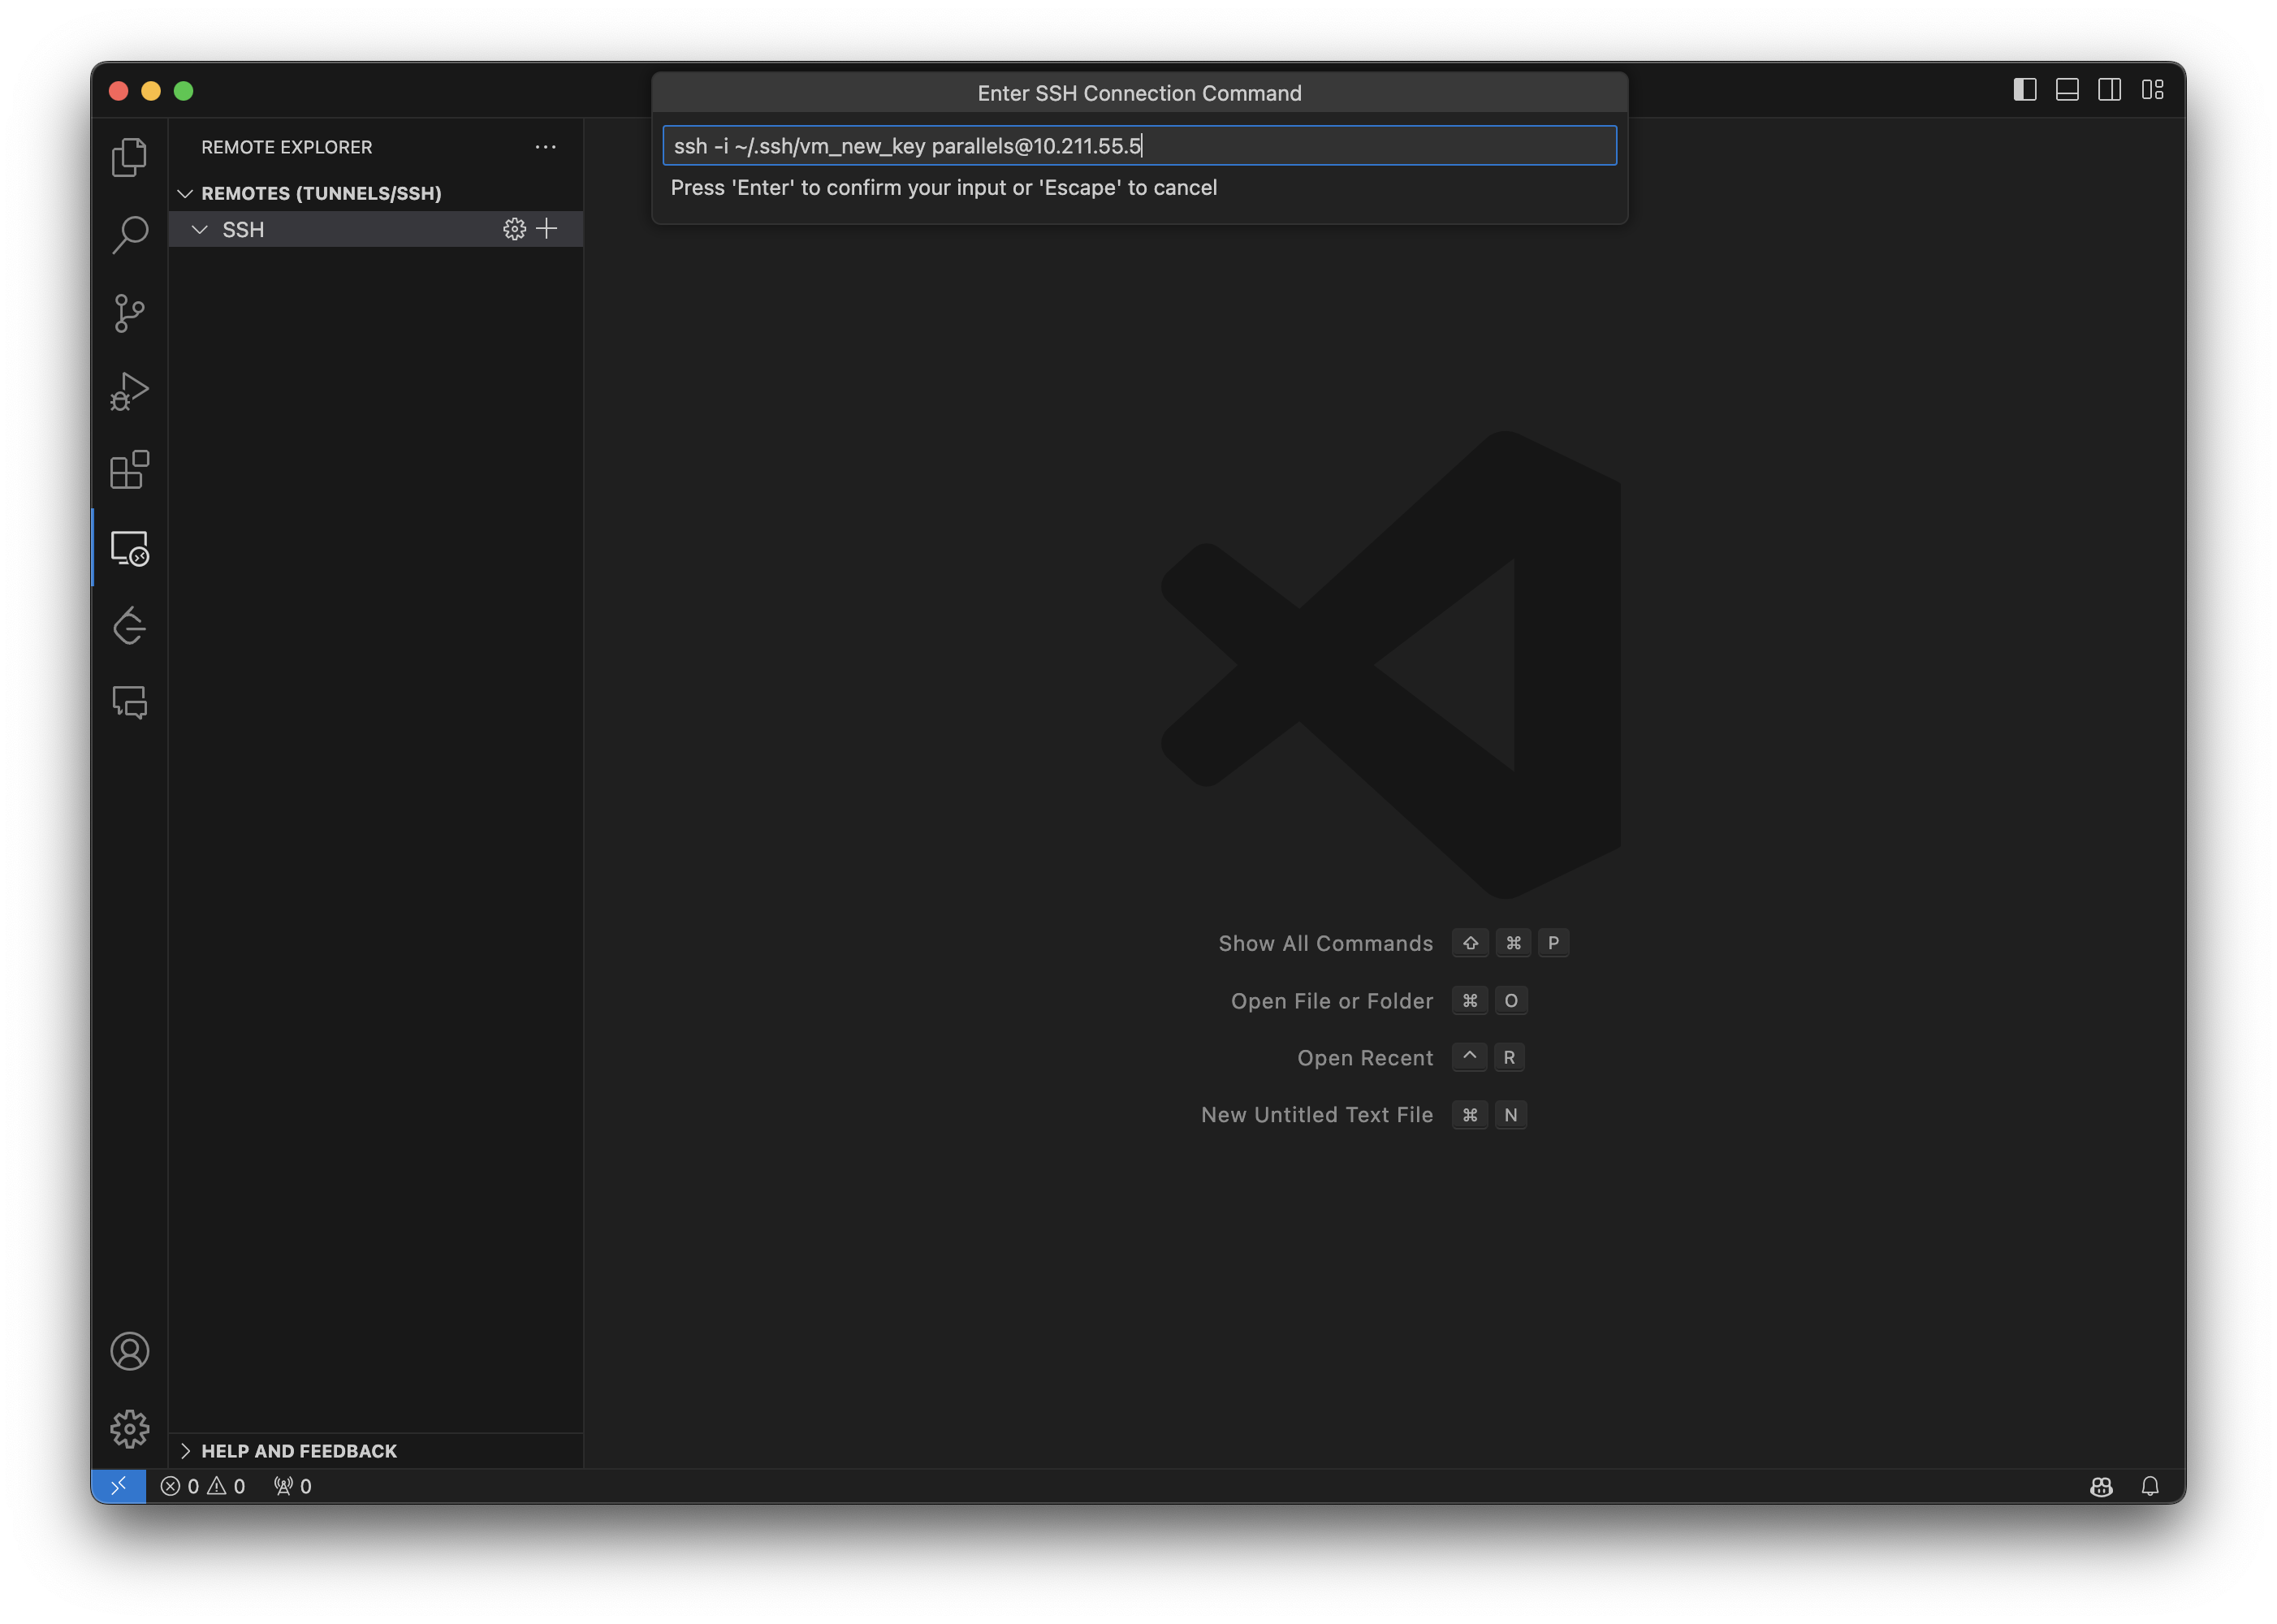 Enter SSH Connection Command
ssh -i ~/.ssh/vm_new_key parallels@10.211.55.5
Press 'Enter' to confirm your input or 'Escape' to cancel
REMOTE EXPLORER
REMOTES (TUNNELS/SSH)
SSH
Show All Commands ⇧ ⌘ P
Open File or Folder ⌘ O
Open Recent ^ R
New Untitled Text File ⌘ N
HELP AND FEEDBACK
0 0 0